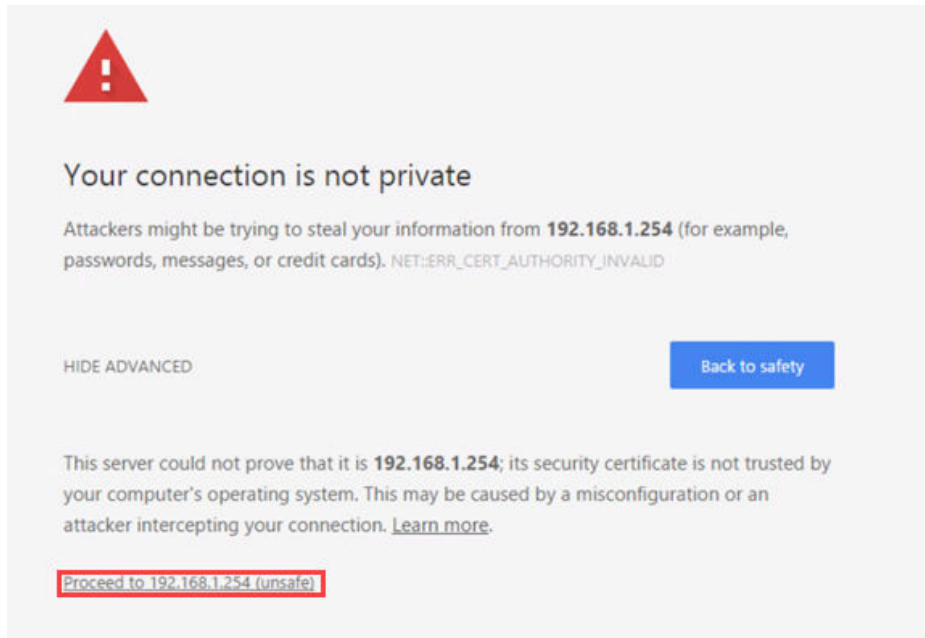 Your connection is not private
Attackers might be trying to steal your information from 192.168.1.254 (for example,
passwords, messages, or credit cards). NET::ERR_CERT_AUTHORITY_INVALID
HIDE ADVANCED
Back to safety
This server could not prove that it is 192.168.1.254; its security certificate is not trusted by
your computer's operating system. This may be caused by a misconfiguration or an
attacker intercepting your connection. Learn more.
Proceed to 192.168.1.254 (unsafe)